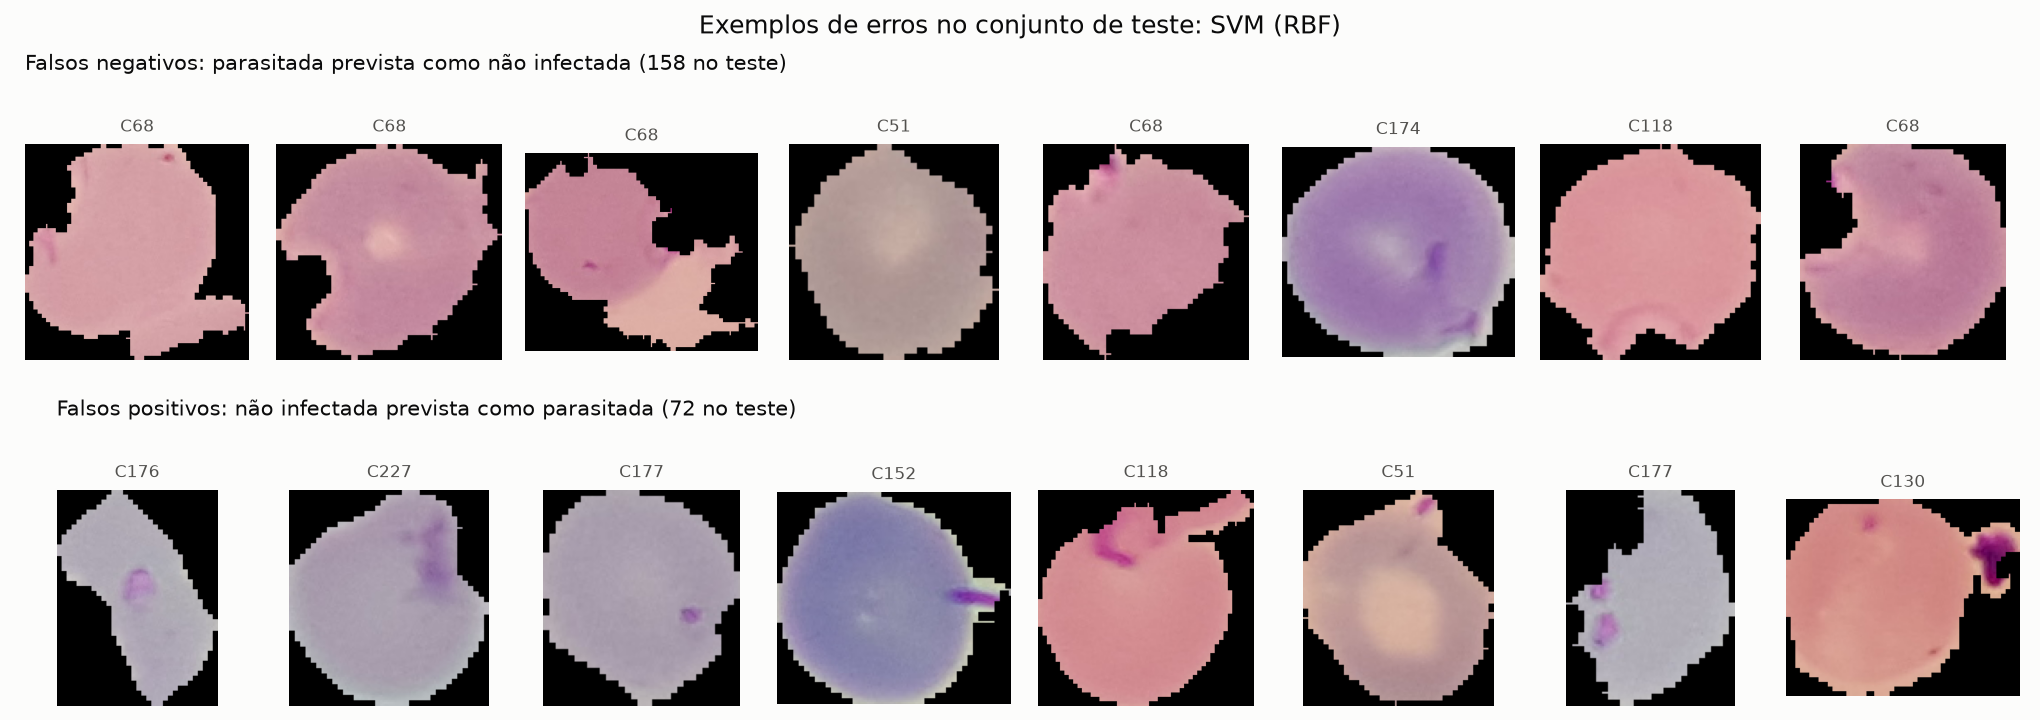 Exemplos de erros no conjunto de teste: SVM (RBF)
Falsos negativos: parasitada prevista como não infectada (158 no teste)
C68 C68 C68 C51 C68 C174 C118 C68
Falsos positivos: não infectada prevista como parasitada (72 no teste)
C176 C227 C177 C152 C118 C51 C177 C130